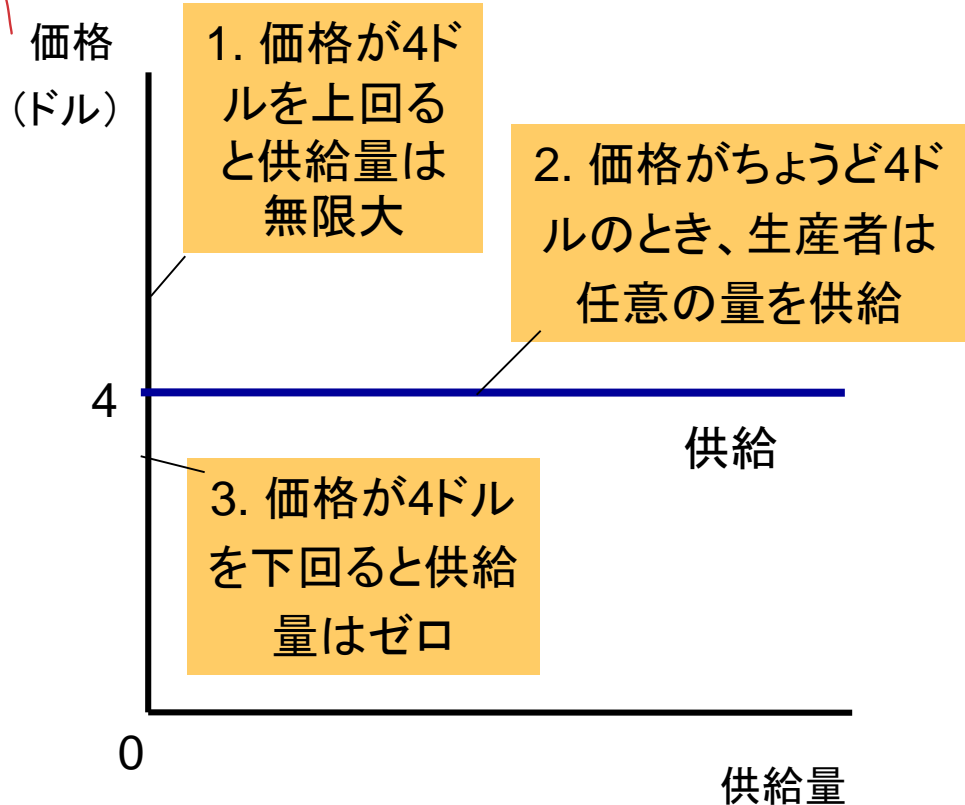 価格
（ドル）
1. 価格が4ド
ルを上回る
と供給量は
無限大
2. 価格がちょうど4ド
ルのとき、生産者は
任意の量を供給
4
供給
3. 価格が4ドル
を下回ると供給
量はゼロ
0
供給量